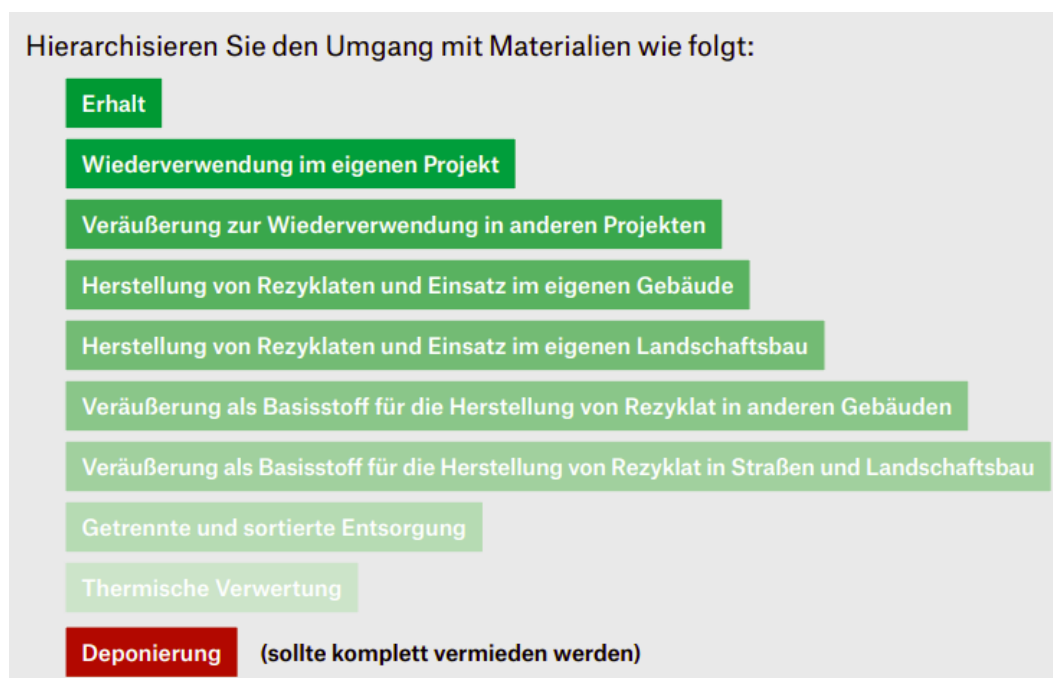 Hierarchisieren Sie den Umgang mit Materialien wie folgt:
Erhalt
Wiederverwendung im eigenen Projekt
Veräußerung zur Wiederverwendung in anderen Projekten
Herstellung von Rezyklaten und Einsatz im eigenen Gebäude
Herstellung von Rezyklaten und Einsatz im eigenen Landschaftsbau
Veräußerung als Basisstoff für die Herstellung von Rezyklat in anderen Gebäuden
Veräußerung als Basisstoff für die Herstellung von Rezyklat in Straßen und Landschaftsbau
Getrennte und sortierte Entsorgung
Thermische Verwertung
Deponierung (sollte komplett vermieden werden)